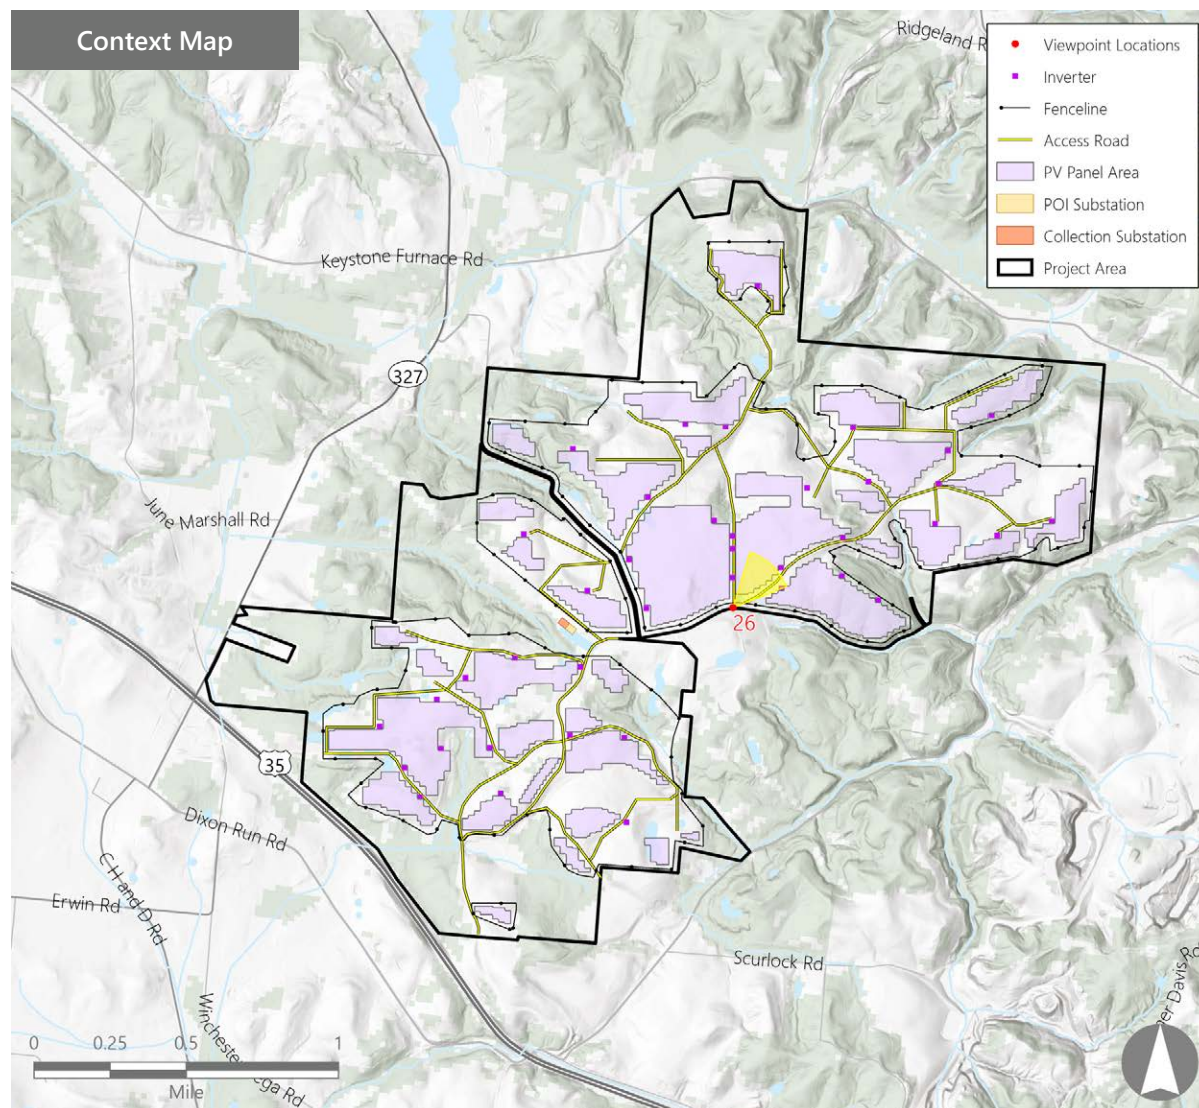 Context Map
Ridgeland R
Viewpoint Locations
Inverter
Fenceline
Access Road
PV Panel Area
POI Substation
Collection Substation
Project Area
Keystone Furnace Rd
327
June Marshall Rd
26
35
Dixon Run Rd
C H and D Rd
Erwin Rd
Scurlock Rd
er Davis Rd
Winchester
ega Rd
0 0.25 0.5 1
Mile